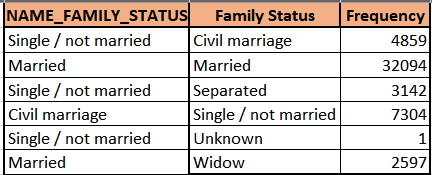 NAME_FAMILY_STATUS Family Status Frequency
Single / not married Civil marriage 4859
Married Married 32094
Single / not married Separated 3142
Civil marriage Single / not married 7304
Single / not married Unknown 1
Married Widow 2597